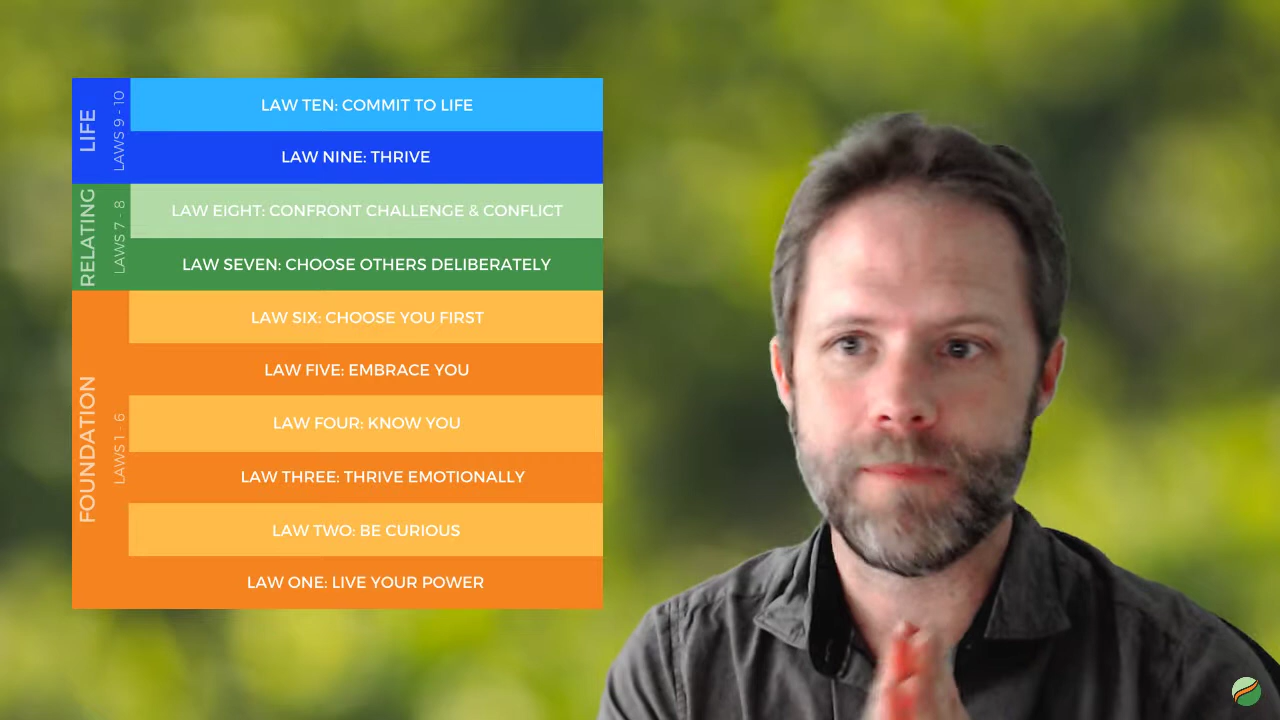 LIFE
LAWS 9 - 10
LAW TEN: COMMIT TO LIFE
LAW NINE: THRIVE
RELATING
LAWS 7 - 8
LAW EIGHT: CONFRONT CHALLENGE & CONFLICT
LAW SEVEN: CHOOSE OTHERS DELIBERATELY
FOUNDATION
LAWS 1 - 6
LAW SIX: CHOOSE YOU FIRST
LAW FIVE: EMBRACE YOU
LAW FOUR: KNOW YOU
LAW THREE: THRIVE EMOTIONALLY
LAW TWO: BE CURIOUS
LAW ONE: LIVE YOUR POWER